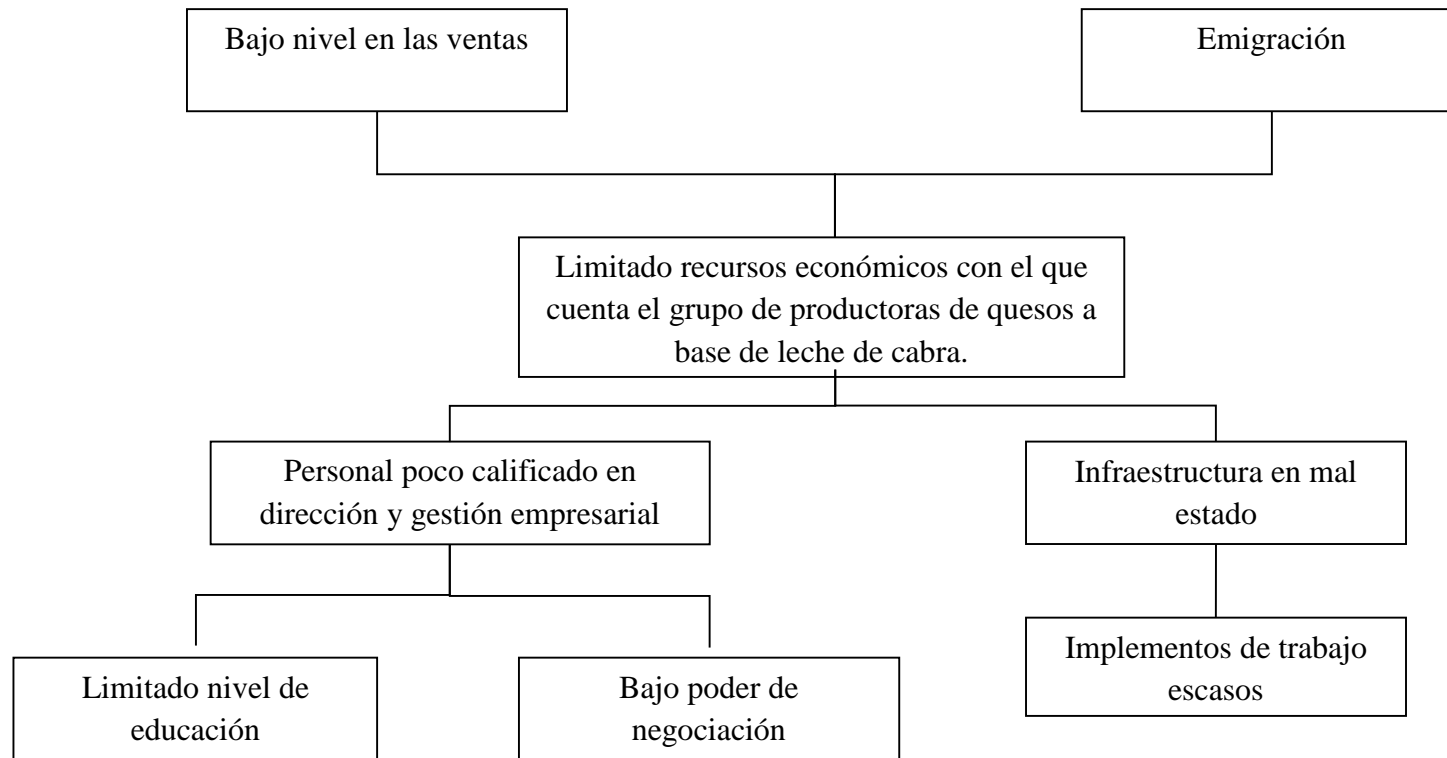 Bajo nivel en las ventas
Emigración
Limitado recursos económicos con el que
cuenta el grupo de productoras de quesos a
base de leche de cabra.
Personal poco calificado en
dirección y gestión empresarial
Infraestructura en mal
estado
Limitado nivel de
educación
Bajo poder de
negociación
Implementos de trabajo
escasos